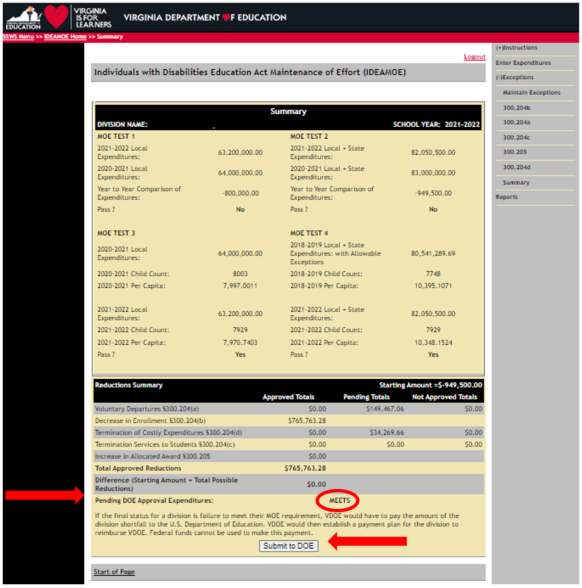 VIRGINIA IS FOR LEARNERS
VIRGINIA DEPARTMENT OF EDUCATION
EDUCATION
SSWS Menu >> IDEAMOE Home >> Summary
Logout
Individuals with Disabilities Education Act Maintenance of Effort (IDEAMOE)
(+)Instructions
Enter Expenditures
(-)Exceptions
Maintain Exceptions
300.204b
300.204a
300.204c
300.205
300.204d
Summary
Reports
Summary
DIVISION NAME: SCHOOL YEAR: 2021-2022
MOE TEST 1 MOE TEST 2
2021-2022 Local Expenditures: 63,200,000.00 2021-2022 Local + State Expenditures: 82,050,500.00
2020-2021 Local Expenditures: 64,000,000.00 2020-2021 Local + State Expenditures: 83,000,000.00
Year to Year Comparison of Expenditures: -800,000.00 Year to Year Comparison of Expenditures: -949,500.00
Pass ? No Pass ? No
MOE TEST 3 MOE TEST 4
2020-2021 Local Expenditures: 64,000,000.00 2018-2019 Local + State Expenditures: with Allowable Exceptions 80,541,289.69
2020-2021 Child Count: 8003 2018-2019 Child Count: 7748
2020-2021 Per Capita: 7,997.0011 2018-2019 Per Capita: 10,395.1071
2021-2022 Local Expenditures: 63,200,000.00 2021-2022 Local + State Expenditures: 82,050,500.00
2021-2022 Child Count: 7929 2021-2022 Child Count: 7929
2021-2022 Per Capita: 7,970.7403 2021-2022 Per Capita: 10,348.1524
Pass ? Yes Pass ? Yes
Reductions Summary Starting Amount =$-949,500.00
Approved Totals Pending Totals Not Approved Totals
Voluntary Departures §300.204(a) $0.00 $149,467.06 $0.00
Decrease in Enrollment §300.204(b) $765,763.28
Termination of Costly Expenditures §300.204(d) $0.00 $34,269.66 $0.00
Termination Services to Students §300.204(c) $0.00 $0.00 $0.00
Increase in Allocated Award §300.205 $0.00
Total Approved Reductions $765,763.28
Difference (Starting Amount + Total Possible Reductions) $0.00
Pending DOE Approval Expenditures: MEETS
If the final status for a division is failure to meet their MOE requirement, VDOE would have to pay the amount of the
division shortfall to the U.S. Department of Education. VDOE would then establish a payment plan for the division to
reimburse VDOE. Federal funds cannot be used to make this payment.
Submit to DOE
Start of Page